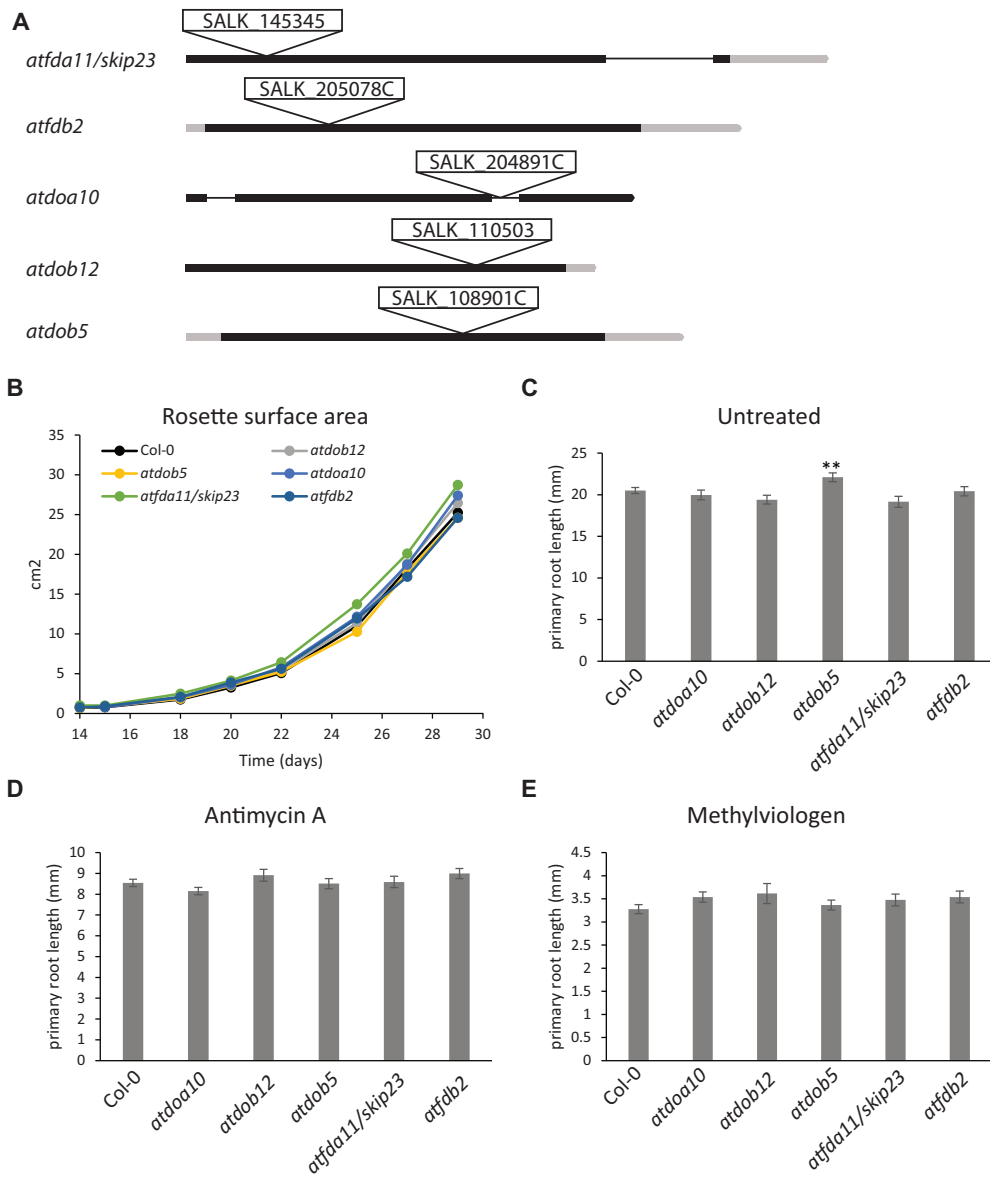 A
SALK_145345
atfda11/skip23
SALK_205078C
atfdb2
SALK_204891C
atdoa10
SALK_110503
atdob12
SALK_108901C
atdob5
B
Rosette surface area
35
30
25
20
15
10
5
0
cm2
Col-0
atdob12
atdob5
atdoa10
atfda11/skip23
atfdb2
14 16 18 20 22 24 26 28 30
Time (days)
C
Untreated
25
20
15
10
5
0
primary root length (mm)
**
Col-0
atdoa10
atdob12
atdob5
atfda11/skip23
atfdb2
D
Antimycin A
10
9
8
7
6
5
4
3
2
1
0
primary root length (mm)
Col-0
atdoa10
atdob12
atdob5
atfda11/skip23
atfdb2
E
Methylviologen
4.5
4
3.5
3
2.5
2
1.5
1
0.5
0
primary root length (mm)
Col-0
atdoa10
atdob12
atdob5
atfda11/skip23
atfdb2